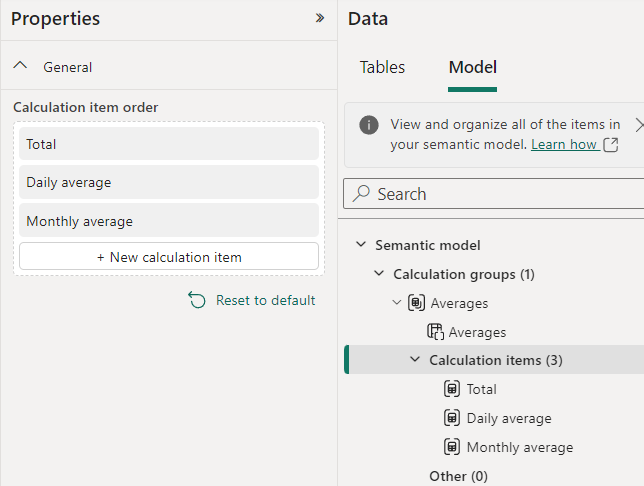 Properties
General
Calculation item order
Total
Daily average
Monthly average
+ New calculation item
Reset to default
Data
Tables
Model
View and organize all of the items in
your semantic model. Learn how
Search
Semantic model
Calculation groups (1)
Averages
Averages
Calculation items (3)
Total
Daily average
Monthly average
Other (0)